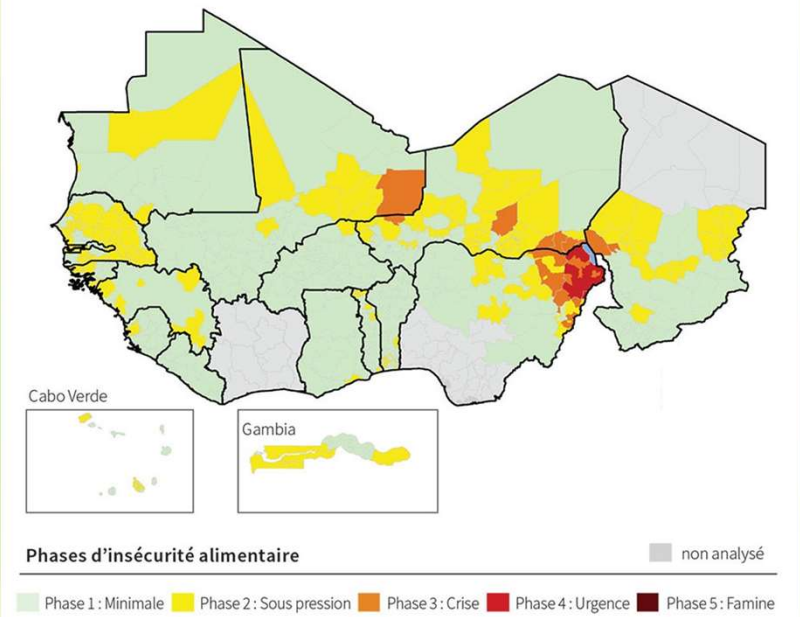 Cabo Verde
Gambia
Phases d’insécurité alimentaire
non analysé
Phase 1 : Minimale
Phase 2 : Sous pression
Phase 3 : Crise
Phase 4 : Urgence
Phase 5 : Famine